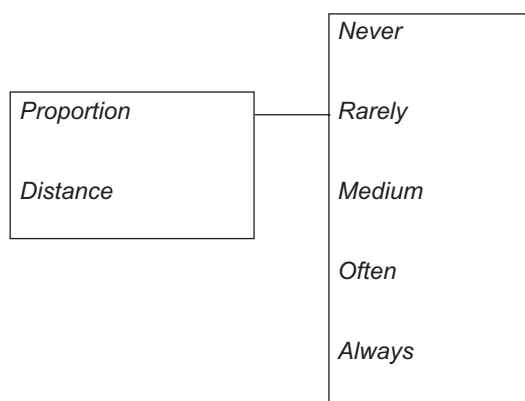 Proportion
Distance
Never
Rarely
Medium
Often
Always